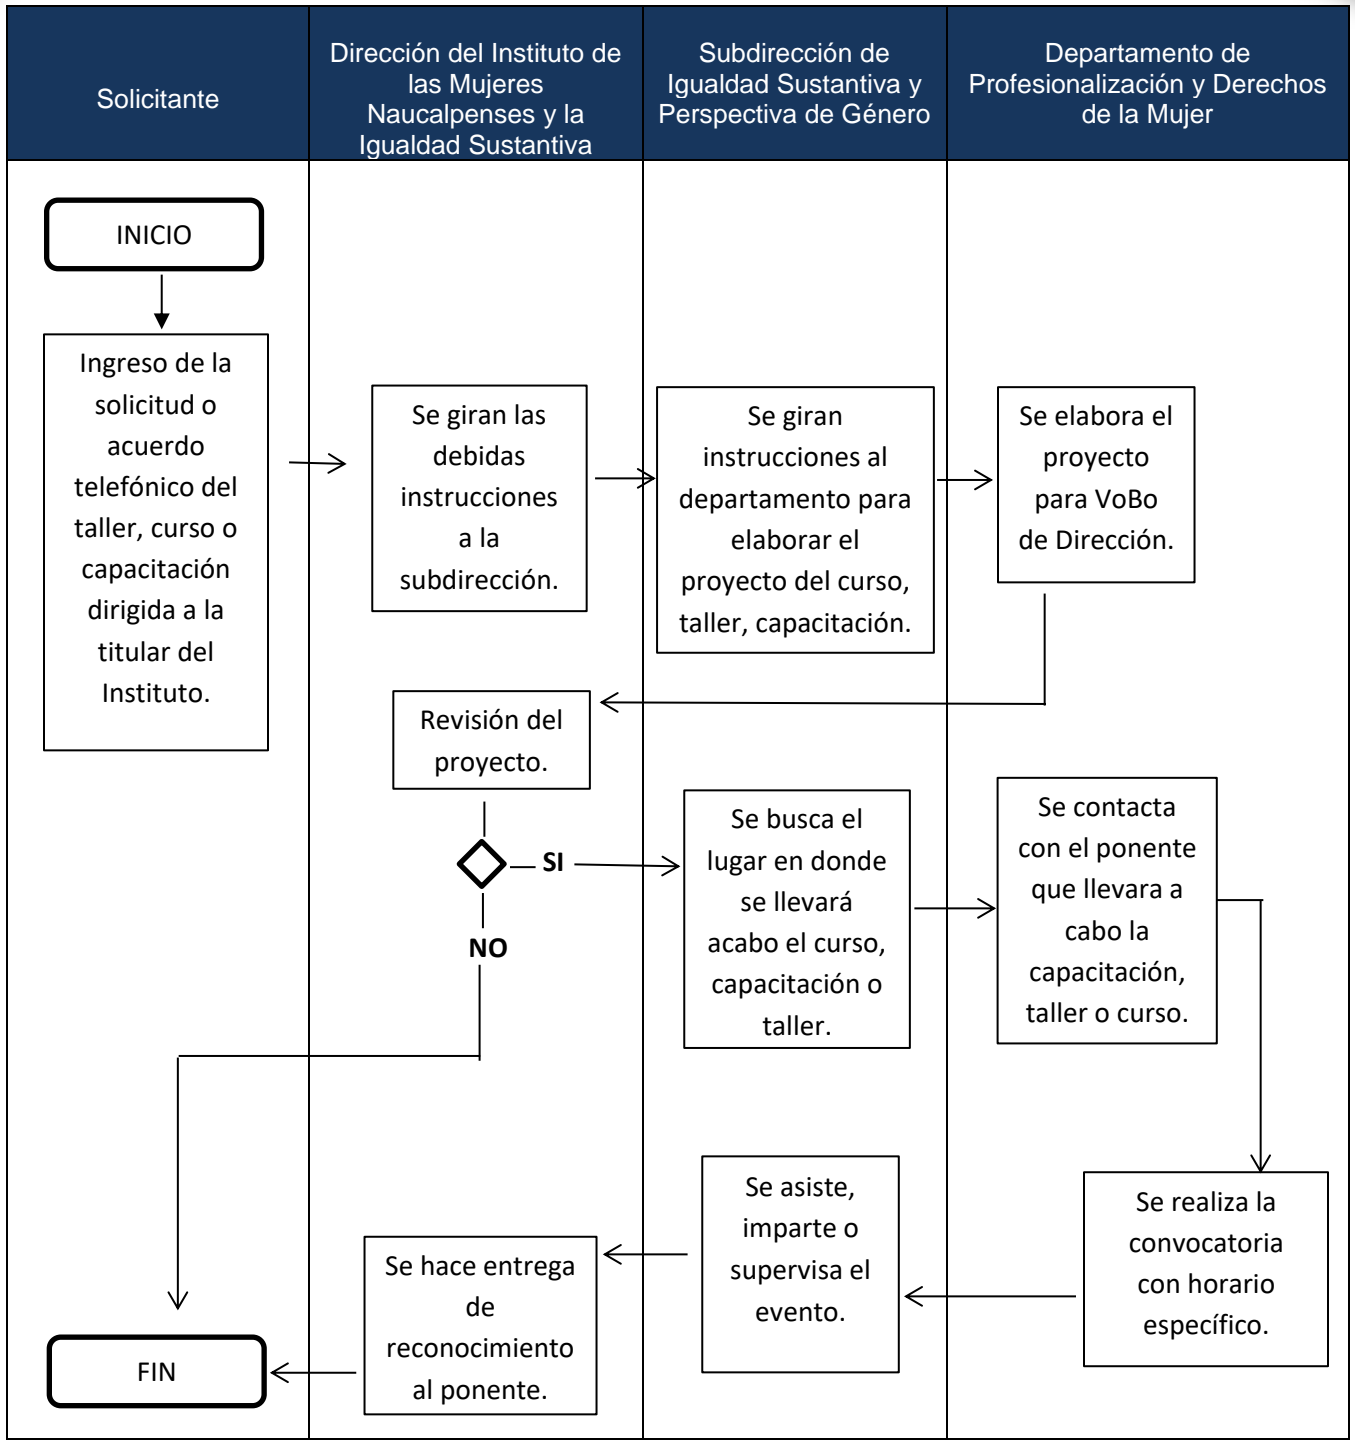 Solicitante
Dirección del Instituto de
las Mujeres
Naucalpenses y la
Igualdad Sustantiva
Subdirección de
Igualdad Sustantiva y
Perspectiva de Género
Departamento de
Profesionalización y Derechos
de la Mujer
INICIO
Ingreso de la
solicitud o
acuerdo
telefónico del
taller, curso o
capacitación
dirigida a la
titular del
Instituto.
Se giran las
debidas
instrucciones
a la
subdirección.
Se giran
instrucciones al
departamento para
elaborar el
proyecto del curso,
taller, capacitación.
Se elabora el
proyecto
para VoBo
de Dirección.
Revisión del
proyecto.
SI
NO
Se busca el
lugar en donde
se llevará
acabo el curso,
capacitación o
taller.
Se contacta
con el ponente
que llevara a
cabo la
capacitación,
taller o curso.
Se realiza la
convocatoria
con horario
específico.
Se asiste,
imparte o
supervisa el
evento.
Se hace entrega
de
reconocimiento
al ponente.
FIN